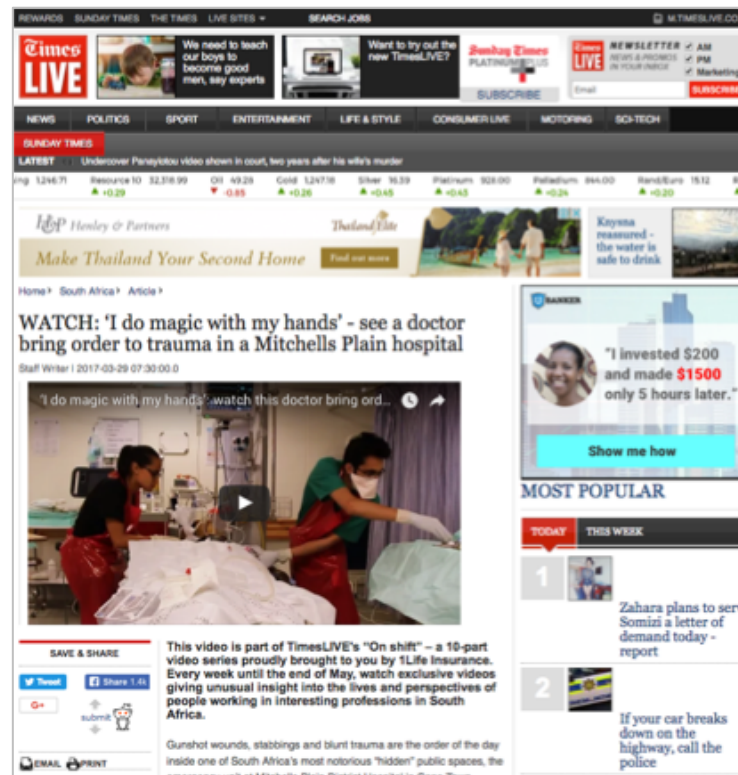 REWARDS SUNDAY TIMES THE TIMES LIVE SITES SEARCH JOBS M.TIMESLIVE.CO
Times LIVE
We need to teach our boys to become good men, say experts
Want to try out the new TimesLIVE?
Sunday Times
PLATINUM PLUS
SUBSCRIBE
Times LIVE
NEWSLETTER
NEWS & PROMOS
IN YOUR INBOX
AM
PM
Marketing
Email
SUBSCRIBE
NEWS POLITICS SPORT ENTERTAINMENT LIFE & STYLE CONSUMER LIVE MOTORING SCI-TECH
SUNDAY TIMES
LATEST Undercover Panayiotou video shown in court, two years after his wife's murder
ing 1,246.71 Resource 10 32,318.99 Oil 49.28 Gold 1,247.18 Silver 18.39 Platinum 928.00 Palladium 844.00 Rand/Euro 15.12
+0.29 -0.85 +0.26 +0.45 +0.43 +0.24 +0.20
H&P Henley & Partners
Thailand Elite
Make Thailand Your Second Home
Find out more
Knysna
reassured -
the water is
safe to drink
Home South Africa Article
WATCH: 'I do magic with my hands' - see a doctor
bring order to trauma in a Mitchells Plain hospital
Staff Writer | 2017-03-29 07:30:00.0
"I do magic with my hands': watch this doctor bring ord...
BANKER
"I invested $200
and made $1500
only 5 hours later."
Show me how
MOST POPULAR
TODAY THIS WEEK
1
Zahara plans to ser
Somizi a letter of
demand today -
report
2
If your car breaks
down on the
highway, call the
police
SAVE & SHARE
Tweet
Share 1.4k
G+
submit
EMAIL PRINT
This video is part of TimesLIVE's "On shift" – a 10-part
video series proudly brought to you by 1Life Insurance.
Every week until the end of May, watch exclusive videos
giving unusual insight into the lives and perspectives of
people working in interesting professions in South
Africa.
Gunshot wounds, stabbings and blunt trauma are the order of the day
inside one of South Africa's most notorious "hidden" public spaces, the